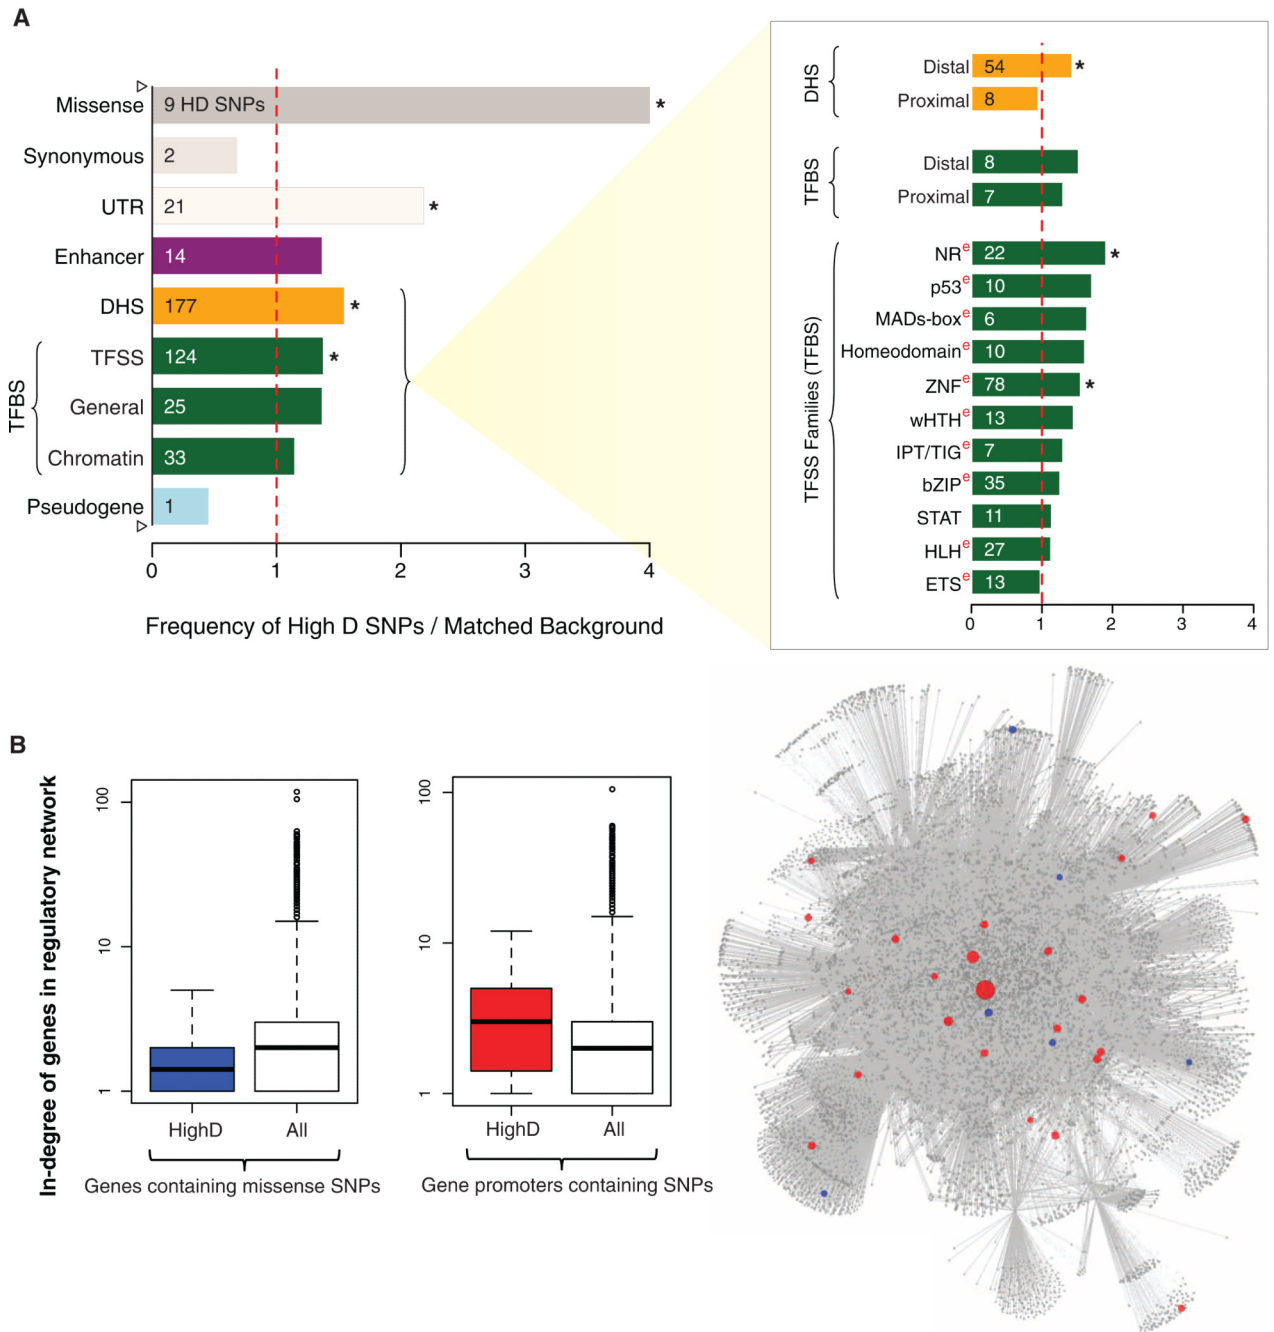 A
Missense
9 HD SNPs
*
Synonymous
2
UTR
21
*
Enhancer
14
DHS
177
*
TFBS
TFSS
124
*
General
25
Chromatin
33
Pseudogene
1
0 1 2 3 4
Frequency of High D SNPs / Matched Background
DHS
Distal
54
*
Proximal
8
TFBS
Distal
8
Proximal
7
TFSS Families (TFBS)
NRe
22
*
p53e
10
MADs-boxe
6
Homeodomaine
10
ZNFe
78
*
wHTHe
13
IPT/TIGe
7
bZIPe
35
STAT
11
HLHe
27
ETSe
13
0 1 2 3 4
B
In-degree of genes in regulatory network
100
10
1
HighD All
Genes containing missense SNPs
100
10
1
HighD All
Gene promoters containing SNPs